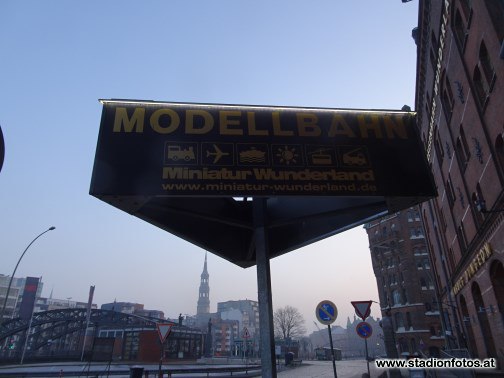 MODELLBAHN
Miniatur Wunderland
www.miniatur-wunderland.de
www.stadionfotos.at